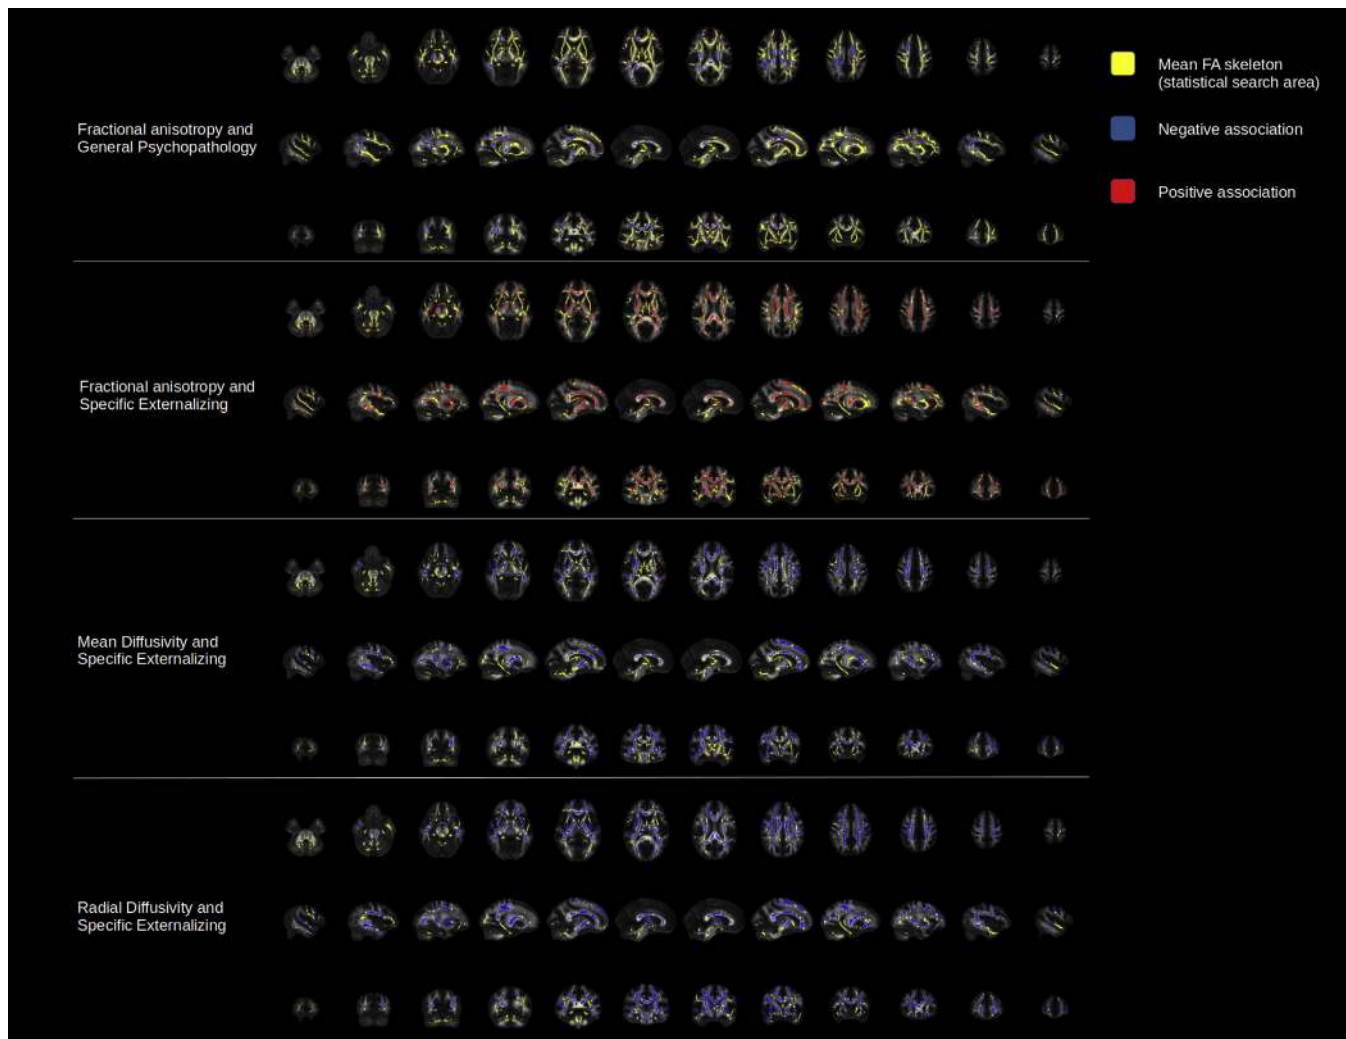 Mean FA skeleton
(statistical search area)
Fractional anisotropy and
General Psychopathology
Negative association
Positive association
Fractional anisotropy and
Specific Externalizing
Mean Diffusivity and
Specific Externalizing
Radial Diffusivity and
Specific Externalizing